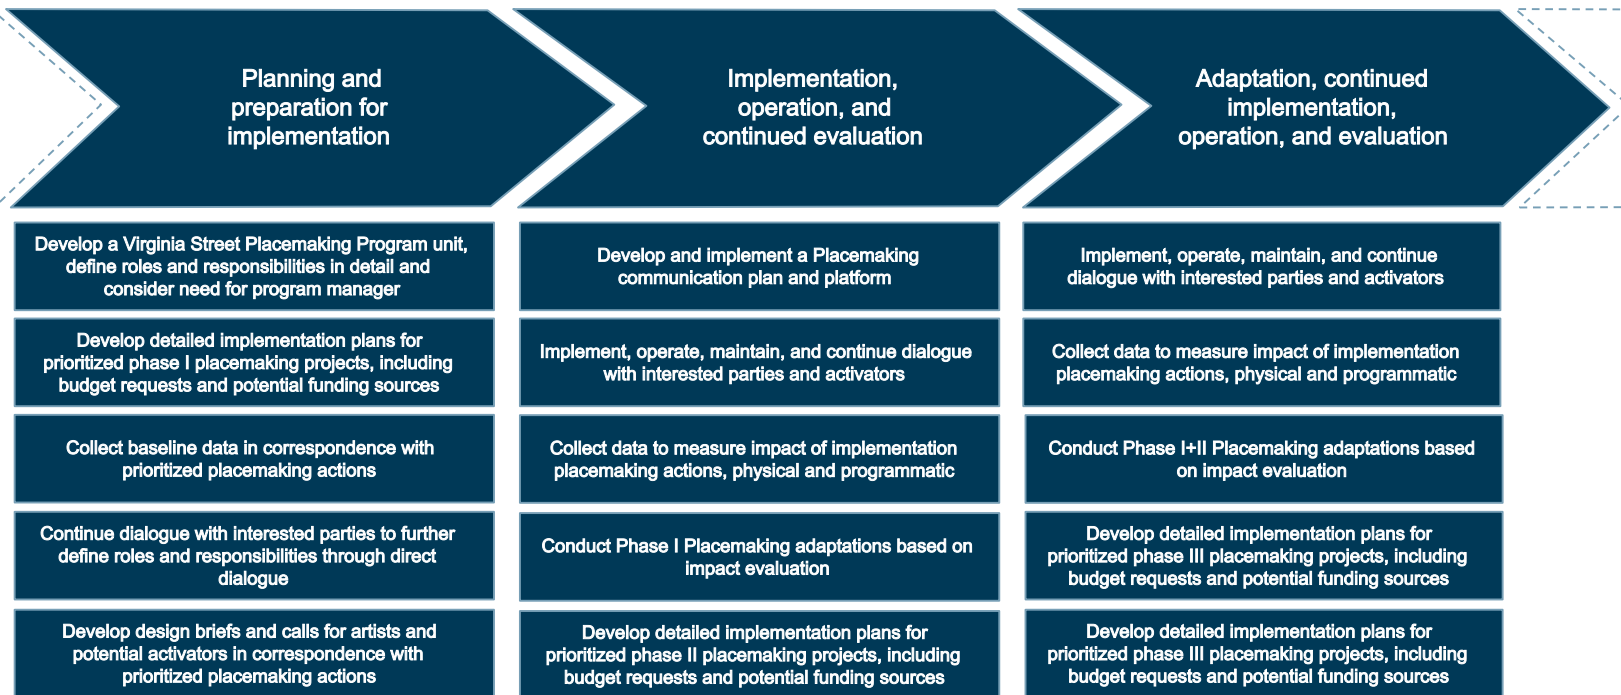 Planning and
preparation for
implementation
Implementation,
operation, and
continued evaluation
Adaptation, continued
implementation,
operation, and evaluation
Develop a Virginia Street Placemaking Program unit,
define roles and responsibilities in detail and
consider need for program manager
Develop detailed implementation plans for
prioritized phase I placemaking projects, including
budget requests and potential funding sources
Collect baseline data in correspondence with
prioritized placemaking actions
Continue dialogue with interested parties to further
define roles and responsibilities through direct
dialogue
Develop design briefs and calls for artists and
potential activators in correspondence with
prioritized placemaking actions
Develop and implement a Placemaking
communication plan and platform
Implement, operate, maintain, and continue dialogue
with interested parties and activators
Collect data to measure impact of implementation
placemaking actions, physical and programmatic
Conduct Phase I Placemaking adaptations based on
impact evaluation
Develop detailed implementation plans for
prioritized phase II placemaking projects, including
budget requests and potential funding sources
Implement, operate, maintain, and continue
dialogue with interested parties and activators
Collect data to measure impact of implementation
placemaking actions, physical and programmatic
Conduct Phase I+II Placemaking adaptations based
on impact evaluation
Develop detailed implementation plans for
prioritized phase III placemaking projects, including
budget requests and potential funding sources
Develop detailed implementation plans for
prioritized phase III placemaking projects, including
budget requests and potential funding sources